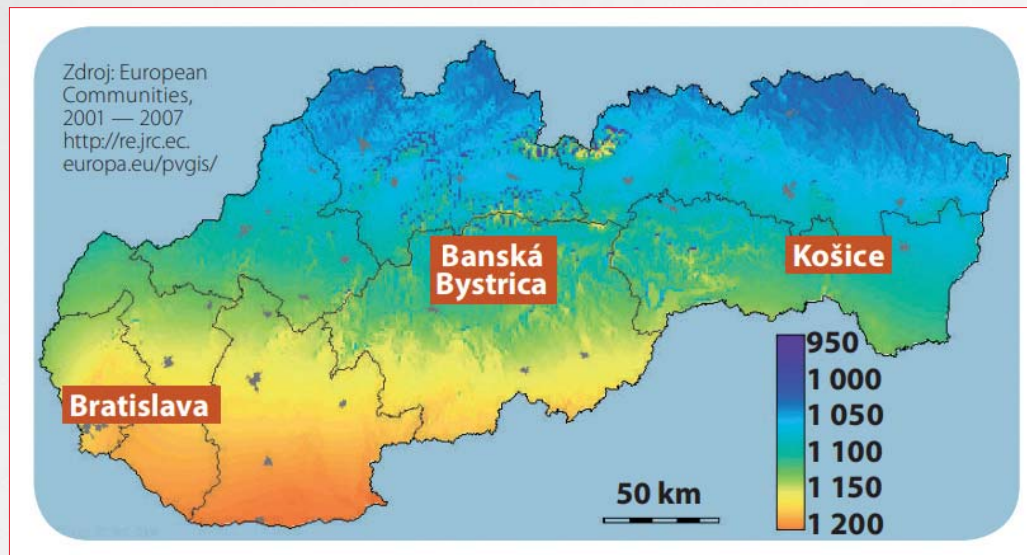 Zdroj: European
Communities,
2001 — 2007
http://re.jrc.ec.
europa.eu/pvgis/
Banská
Bystrica
Košice
Bratislava
950
1 000
1 050
1 100
1 150
1 200
50 km